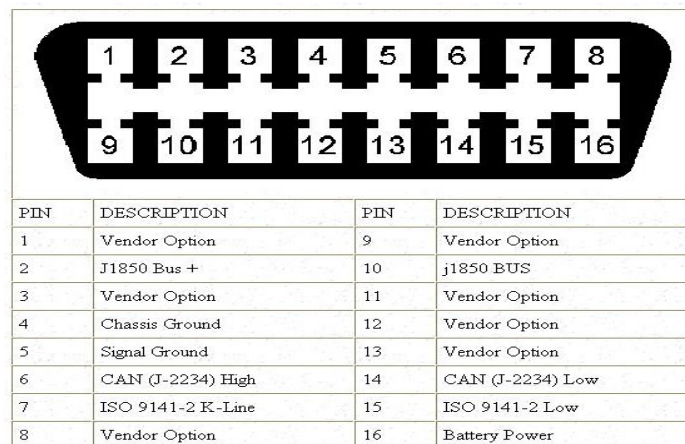 1 2 3 4 5 6 7 8
9 10 11 12 13 14 15 16
PIN DESCRIPTION PIN DESCRIPTION
1 Vendor Option 9 Vendor Option
2 J1850 Bus + 10 j1850 BUS
3 Vendor Option 11 Vendor Option
4 Chassis Ground 12 Vendor Option
5 Signal Ground 13 Vendor Option
6 CAN (J-2234) High 14 CAN (J-2234) Low
7 ISO 9141-2 K-Line 15 ISO 9141-2 Low
8 Vendor Option 16 Battery Power